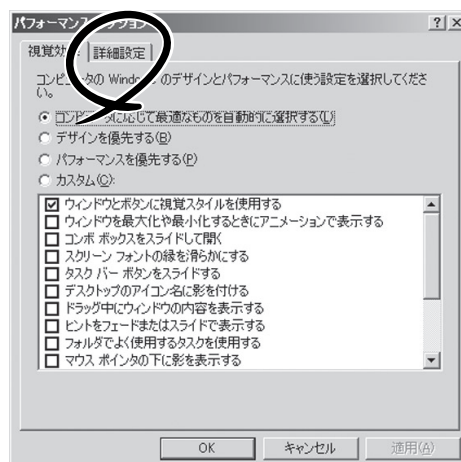 パフォーマンス
視覚効
詳細設定
のデザインとパフォーマンスに使う設定を選択してくださ
い。
コンピュータに応じて最適なものを自動的に選択する(L)
デザインを優先する(B)
パフォーマンスを優先する(P)
カスタム(C):
ウィンドウとボタンに視覚スタイルを使用する
ウィンドウを最大化や最小化するときにアニメーションで表示する
コンボ ボックスをスライドして開く
スクリーン フォントの縁を滑らかにする
タスク バー ボタンをスライドする
デスクトップのアイコン名に影を付ける
ドラッグ中にウィンドウの内容を表示する
ヒントをフェードまたはスライドで表示する
フォルダでよく使用するタスクを使用する
マウス ポインタの下に影を表示する
OK
キャンセル
適用(A)